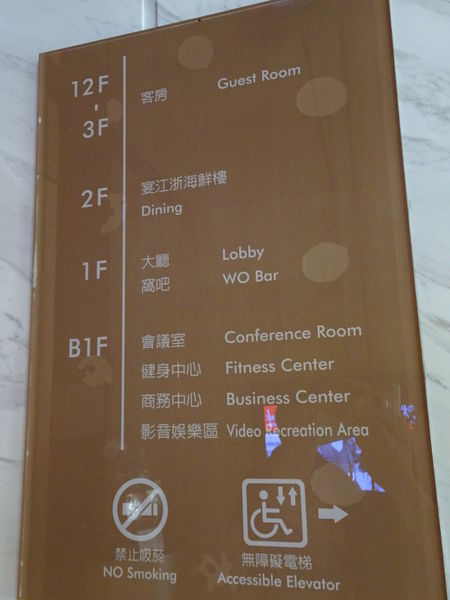 12F
3F
客房 Guest Room
2F
宴江浙海鮮樓
Dining
1F
大廳 Lobby
窩吧 WO Bar
B1F
會議室 Conference Room
健身中心 Fitness Center
商務中心 Business Center
影音娛樂區 Video Recreation Area
禁止吸菸
NO Smoking
無障礙電梯
Accessible Elevator